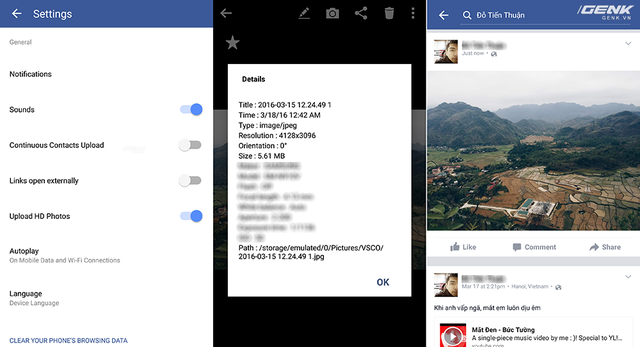 Settings
General
Notifications
Sounds
Continuous Contacts Upload
Links open externally
Upload HD Photos
Autoplay
On Mobile Data and Wi-Fi Connections
Language
Device Language
CLEAR YOUR PHONE'S BROWSING DATA
Details
Title : 2016-03-15 12.24.49 1
Time : 3/18/16 12:42 AM
Type : image/jpeg
Resolution : 4128x3096
Orientation : 0°
Size : 5.61 MB
Path : /storage/emulated/0/Pictures/VSCO/
2016-03-15 12.24.49 1.jpg
OK
Đỗ Tiến Thuận
GENK
GENK.VN
Just now
Like
Comment
Share
Mar 17 at 2:21pm • Hanoi, Vietnam
Khi anh vấp ngã, mắt em luôn dịu êm
Mắt Đen - Bức Tường
A single-piece music video by me : )! Special to YL!...
youtube.com